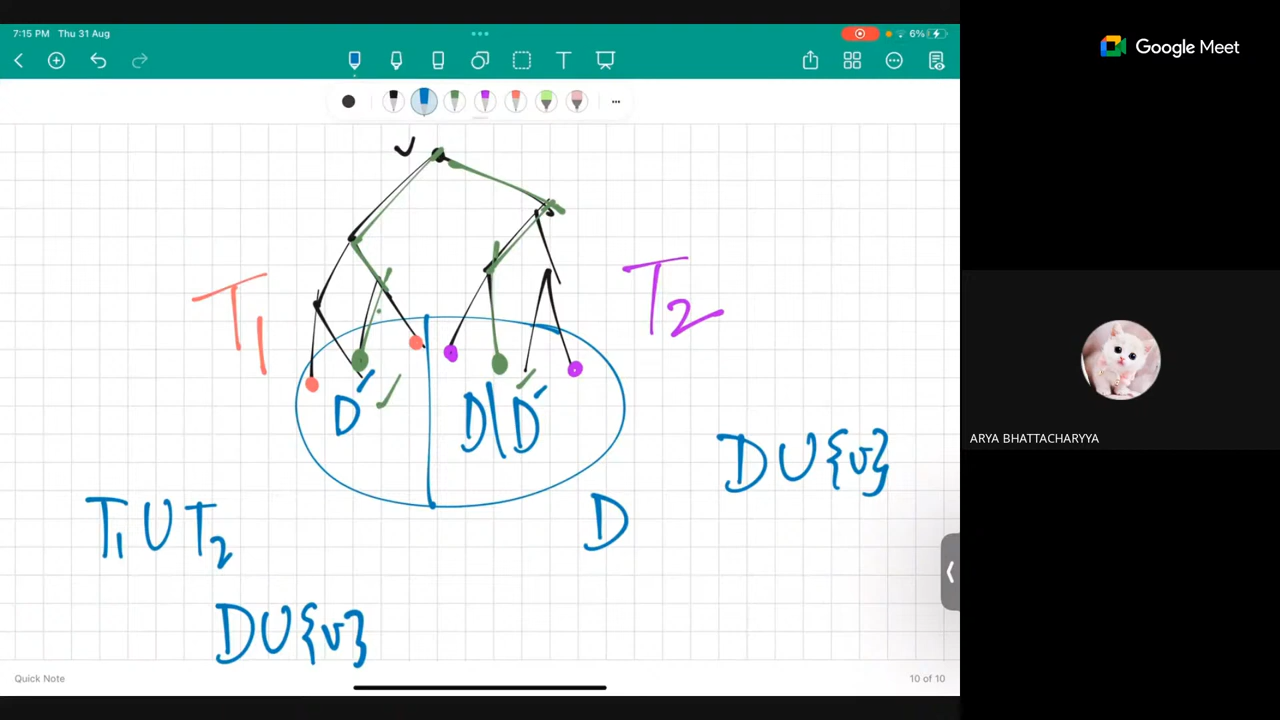 7:15 PM Thu 31 Aug
6%
Google Meet
T
v
T1
T2
D' D\D'
D∪{v}
ARYA BHATTACHARYYA
T1∪T2
D
D∪{v}
Quick Note
10 of 10